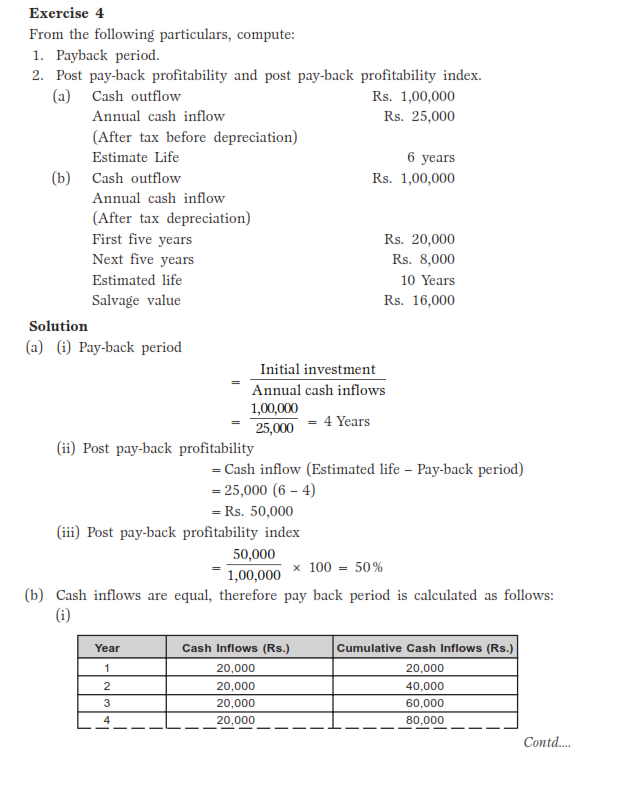 Exercise 4
From the following particulars, compute:
1. Payback period.
2. Post pay-back profitability and post pay-back profitability index.
(a) Cash outflow Rs. 1,00,000
Annual cash inflow Rs. 25,000
(After tax before depreciation)
Estimate Life 6 years
(b) Cash outflow Rs. 1,00,000
Annual cash inflow
(After tax depreciation)
First five years Rs. 20,000
Next five years Rs. 8,000
Estimated life 10 Years
Salvage value Rs. 16,000
Solution
(a) (i) Pay-back period
= Initial investment
Annual cash inflows
= 1,00,000
25,000 = 4 Years
(ii) Post pay-back profitability
= Cash inflow (Estimated life – Pay-back period)
= 25,000 (6 – 4)
= Rs. 50,000
(iii) Post pay-back profitability index
= 50,000
1,00,000 × 100 = 50%
(b) Cash inflows are equal, therefore pay back period is calculated as follows:
(i)
Year Cash Inflows (Rs.) Cumulative Cash Inflows (Rs.)
1 20,000 20,000
2 20,000 40,000
3 20,000 60,000
4 20,000 80,000
Contd....